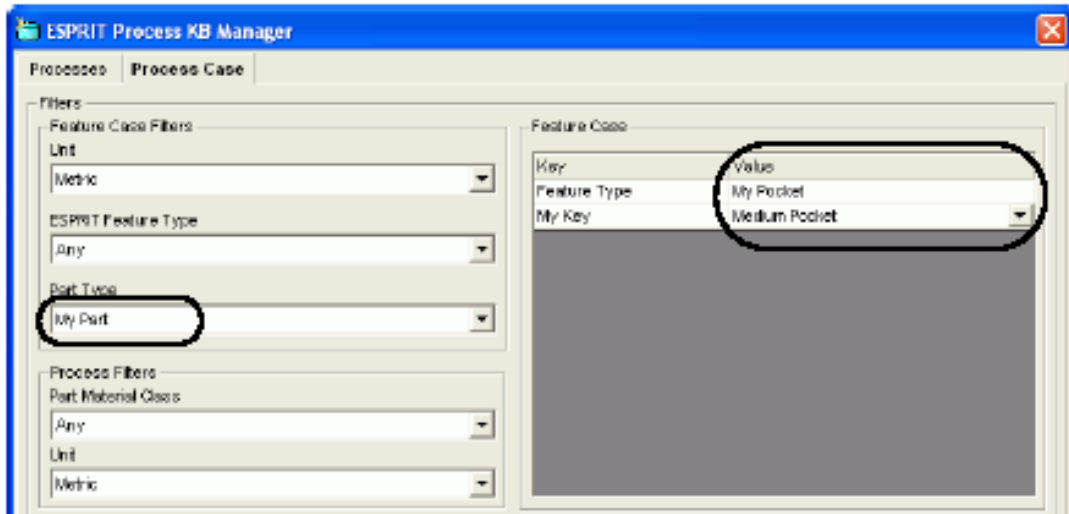 ESPRIT Process KB Manager
Processes Process Case
Filters
Feature Case Filters
Unit
Metric
ESPRIT Feature Type
Any
Part Type
My Part
Process Filters
Part Material Class
Any
Unit
Metric
Feature Case
Key Value
Feature Type My Pocket
My Key Medium Pocket